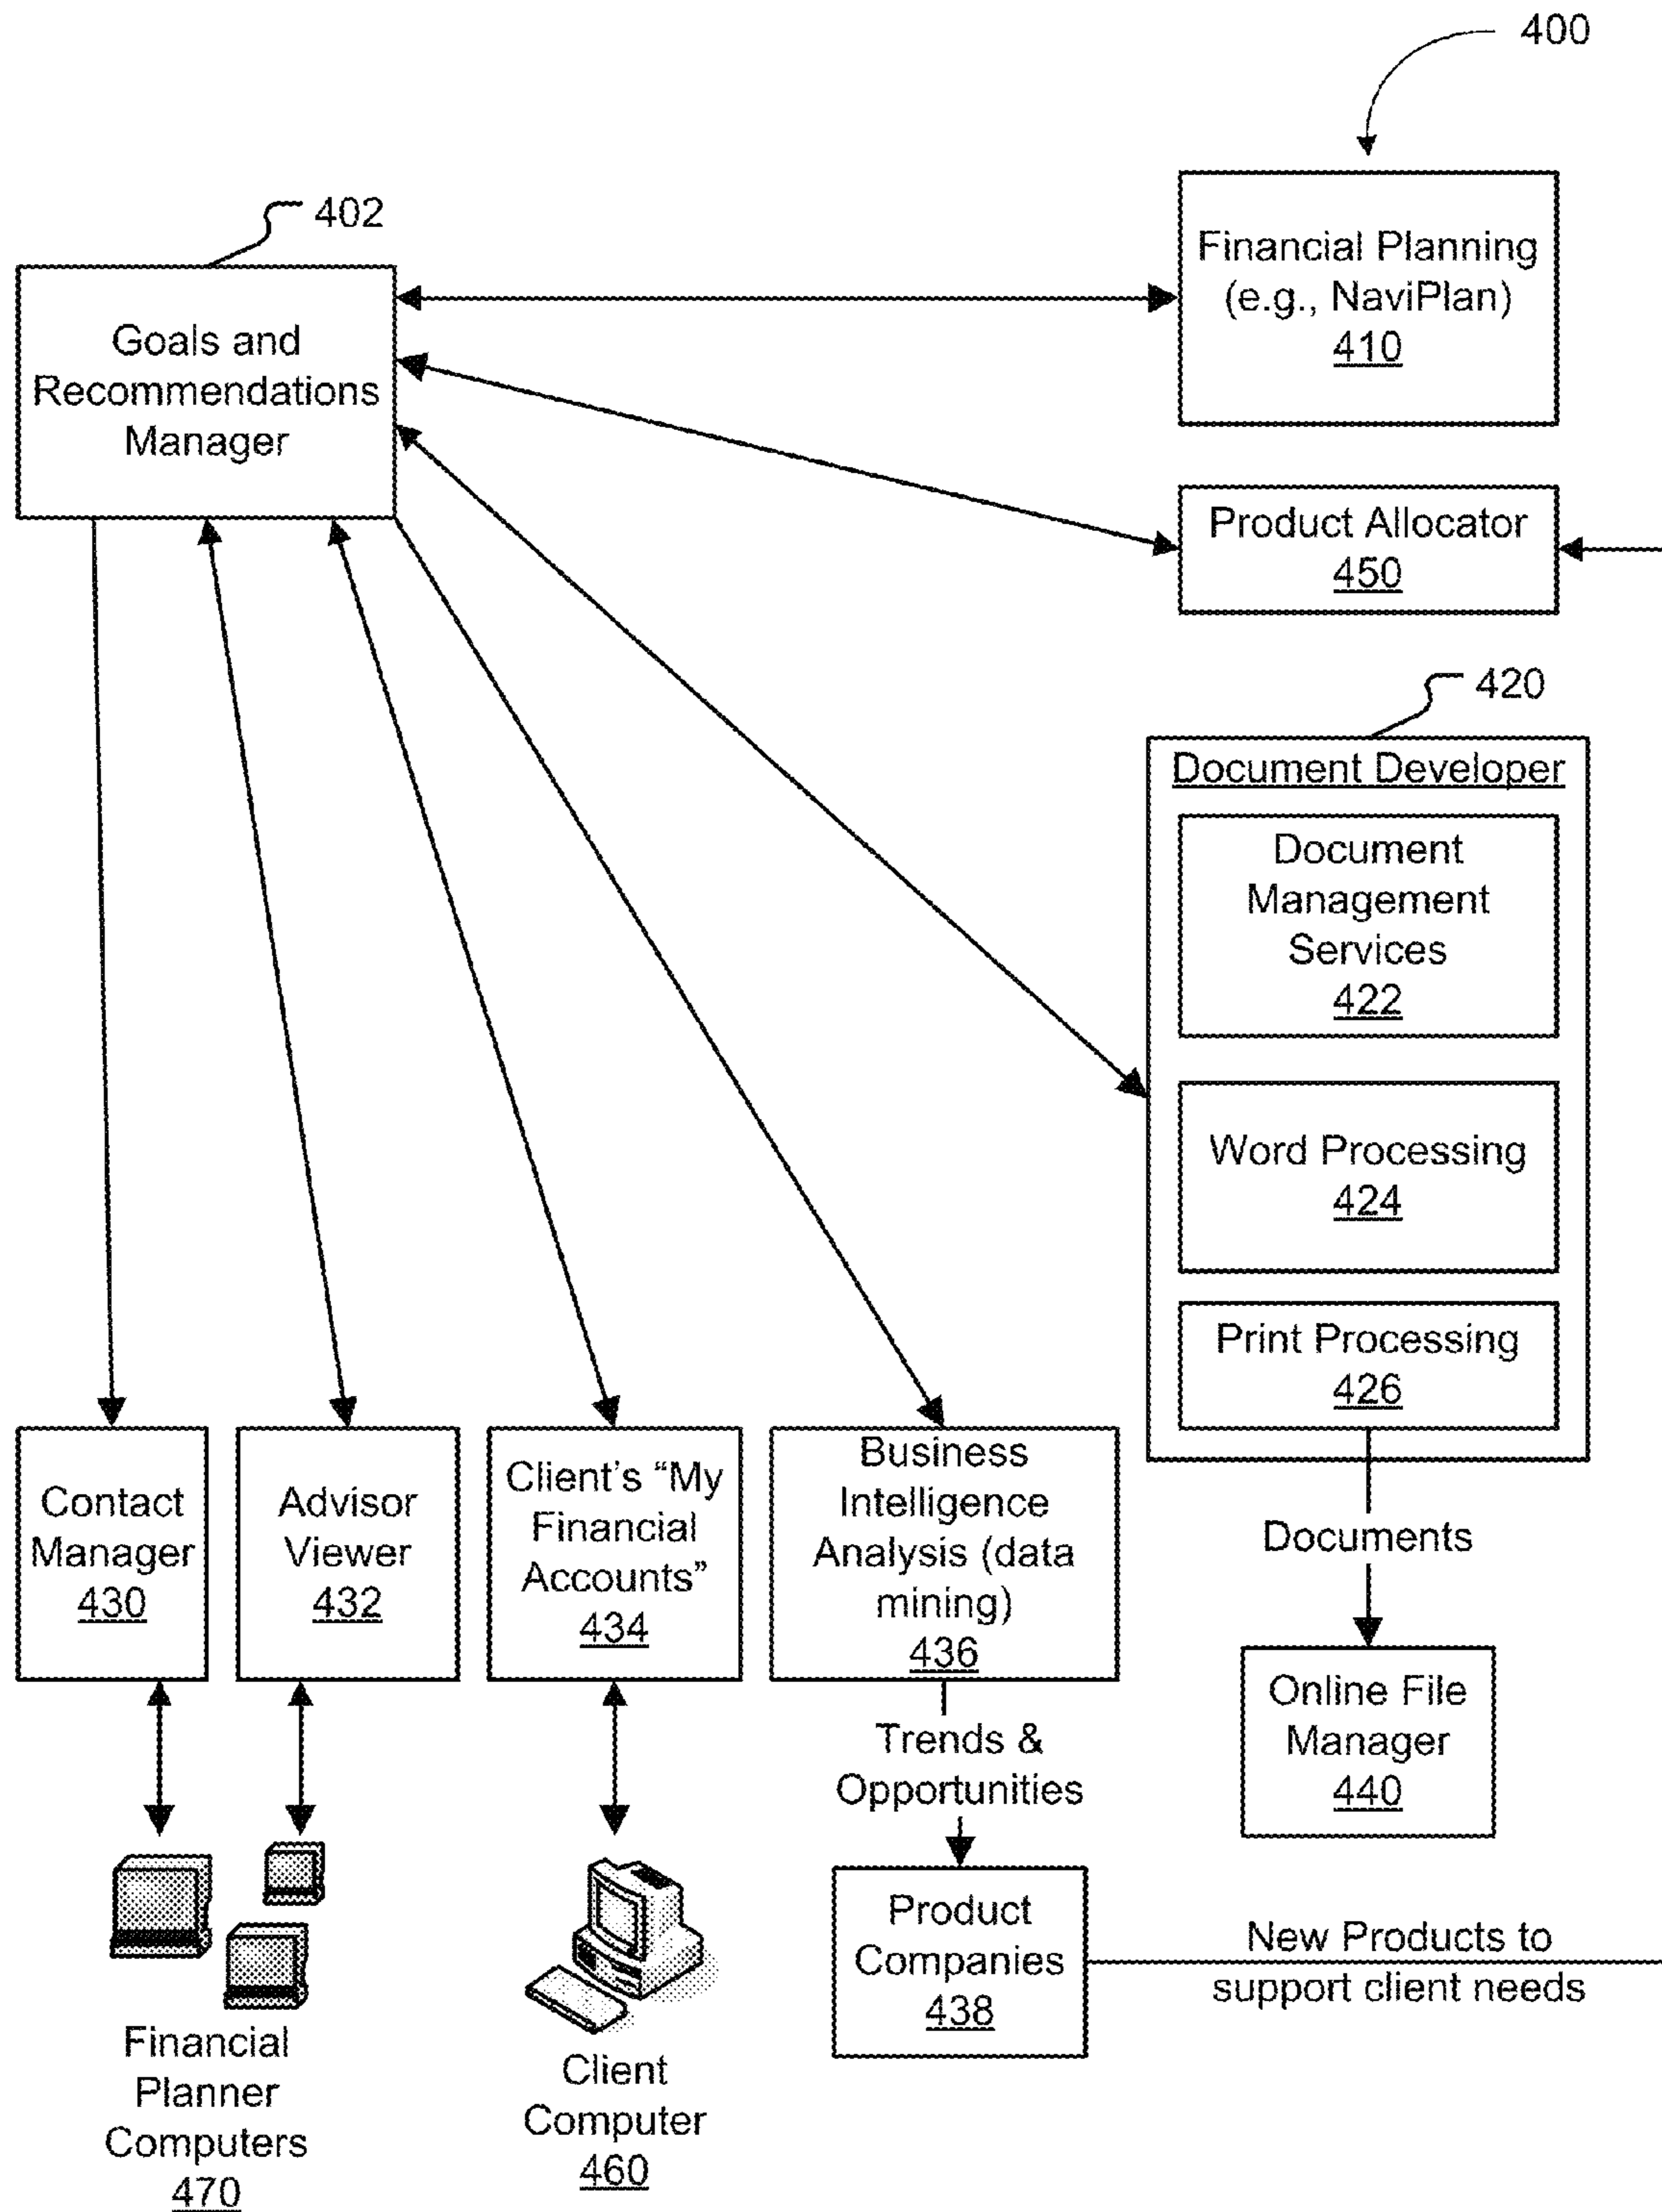 400
402
Goals and
Recommendations
Manager
Financial Planning
(e.g., NaviPlan)
410
Product Allocator
450
420
Document Developer
Document
Management
Services
422
Word Processing
424
Print Processing
426
Contact
Manager
430
Advisor
Viewer
432
Client's “My
Financial
Accounts”
434
Business
Intelligence
Analysis (data
mining)
436
Documents
Online File
Manager
440
Trends &
Opportunities
Product
Companies
438
New Products to
support client needs
Financial
Planner
Computers
470
Client
Computer
460